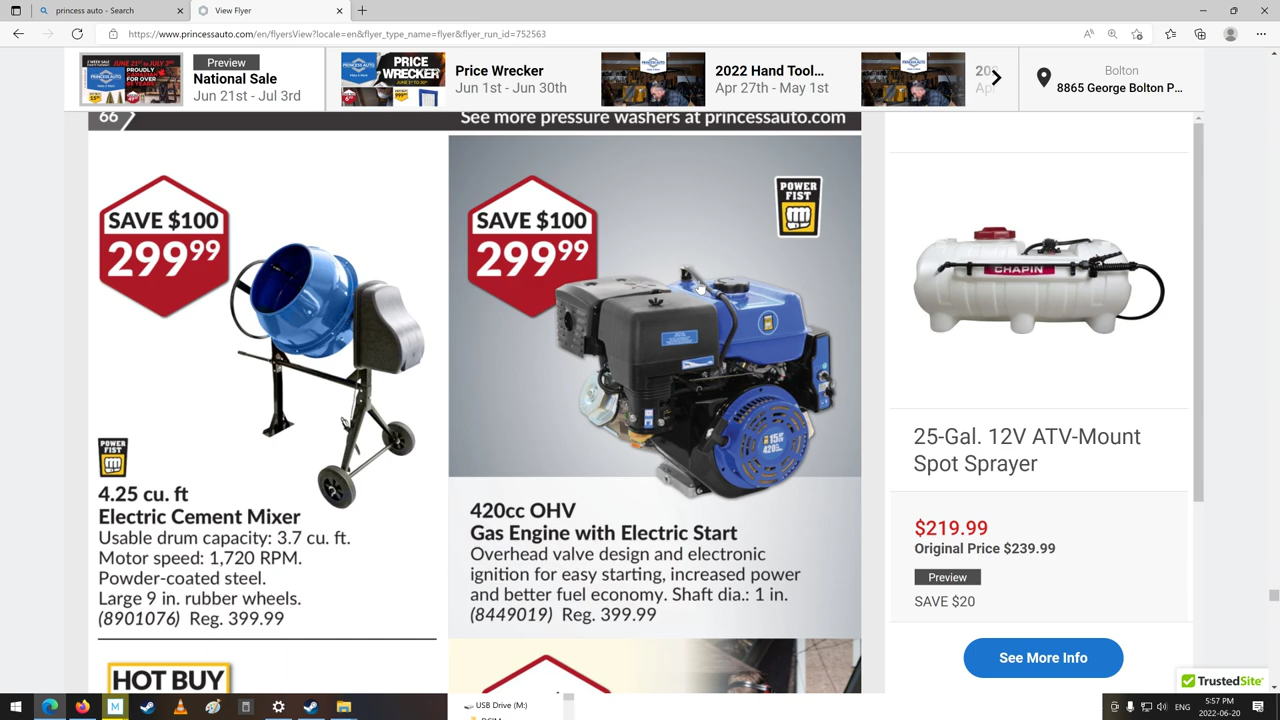 princess auto - Search
View Flyer
https://www.princessauto.com/en/flyersView?locale=en&flyer_type_name=flyer&flyer_run_id=752563
Preview
National Sale
Jun 21st - Jul 3rd
PRICE
WRECKER
Price Wrecker
Jun 1st - Jun 30th
2022 Hand Tool...
Apr 27th - May 1st
Bolton
8865 George Bolton P...
66
See more pressure washers at princessauto.com
SAVE $100
299 99
POWER
FIST
4.25 cu. ft
Electric Cement Mixer
Usable drum capacity: 3.7 cu. ft.
Motor speed: 1,720 RPM.
Powder-coated steel.
Large 9 in. rubber wheels.
(8901076) Reg. 399.99
HOT BUY
SAVE $100
299 99
POWER
FIST
420cc OHV
Gas Engine with Electric Start
Overhead valve design and electronic
ignition for easy starting, increased power
and better fuel economy. Shaft dia.: 1 in.
(8449019) Reg. 399.99
CHAPIN
25-Gal. 12V ATV-Mount
Spot Sprayer
$219.99
Original Price $239.99
Preview
SAVE $20
See More Info
TrustedSite
USB Drive (M:)
DCIM
ENG
5:57 PM
2022-06-20